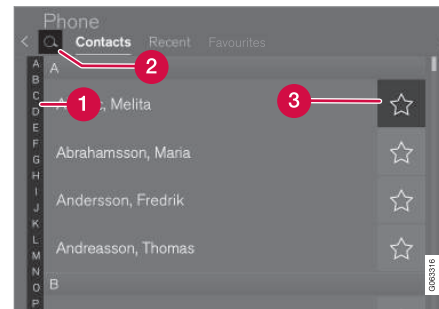 Phone
< Contacts Recent Favourites
2
A
B
C
D
E
F
G
H
I
J
K
L
M
N
O
P
A
1
, Melita
3
Abrahamsson, Maria
Andersson, Fredrik
Andreasson, Thomas
B
G063316